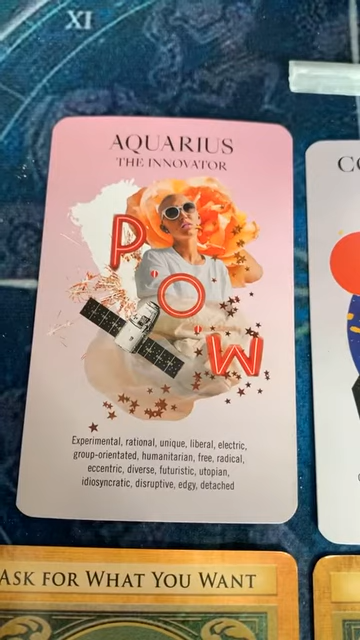 XI
AQUARIUS
THE INNOVATOR
POW
Experimental, rational, unique, liberal, electric,
group-orientated, humanitarian, free, radical,
eccentric, diverse, futuristic, utopian,
idiosyncratic, disruptive, edgy, detached
CO
ASK FOR WHAT YOU WANT